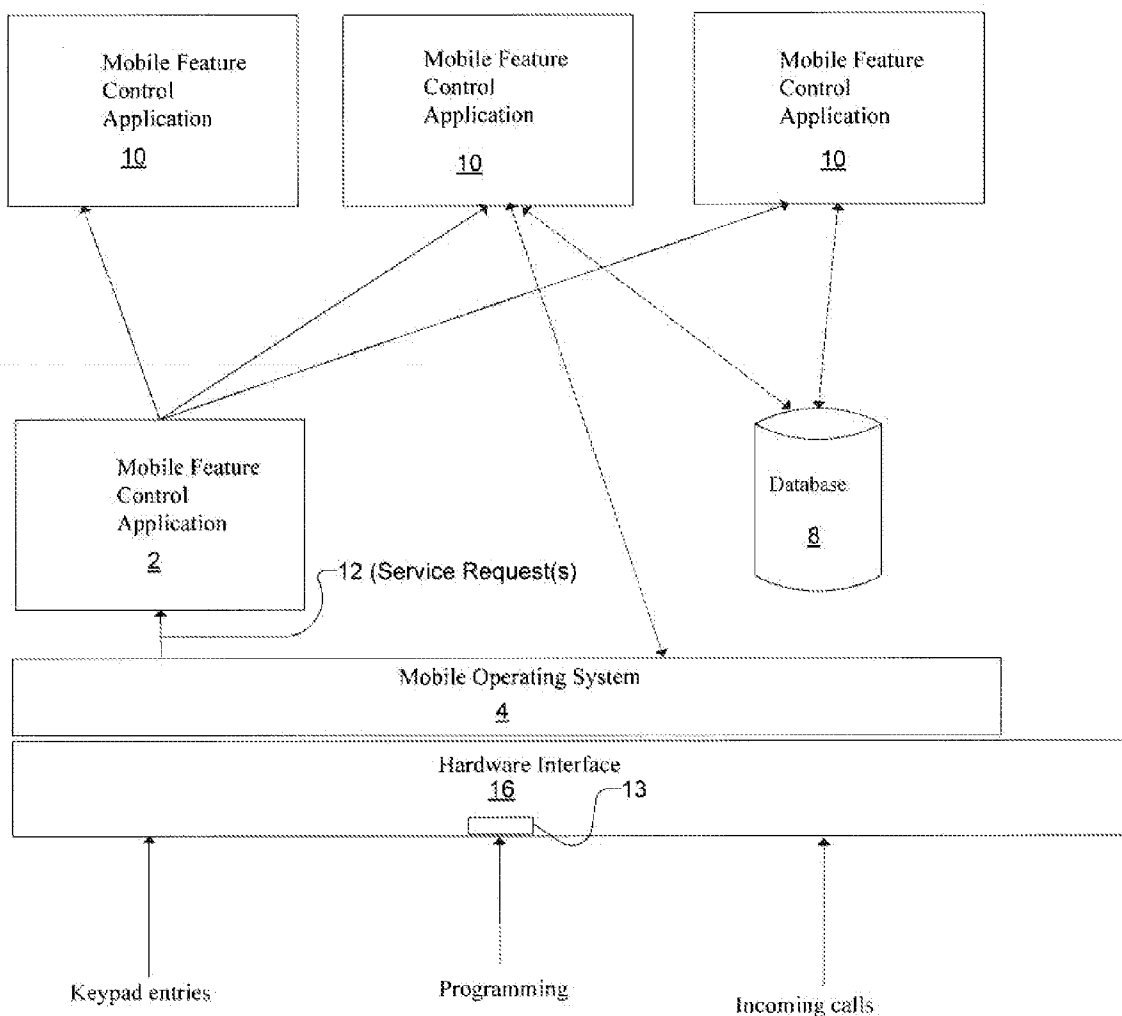 Mobile Feature
Control
Application
10
Mobile Feature
Control
Application
10
Mobile Feature
Control
Application
10
Mobile Feature
Control
Application
2
Database
8
12 (Service Request(s)
Mobile Operating System
4
Hardware Interface
16
13
Keypad entries
Programming
Incoming calls